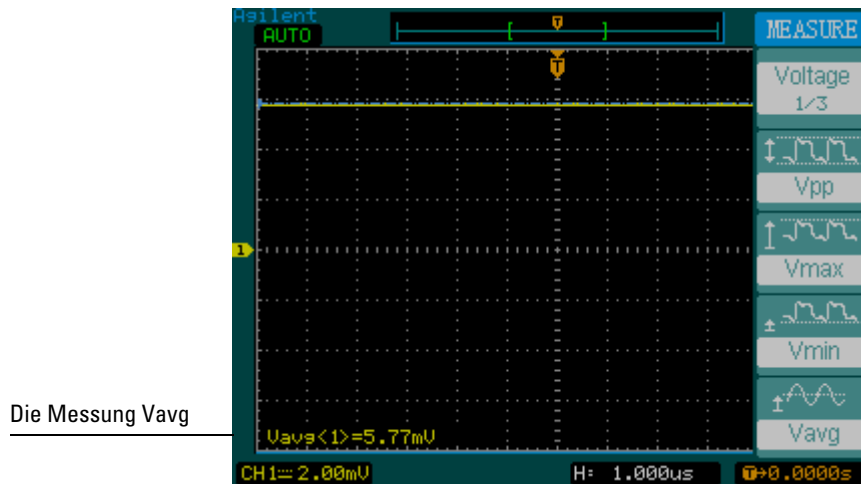 Agilent
AUTO
T
MEASURE
T
Voltage
1/3
Vpp
1
Vmax
Vmin
Die Messung Vavg
Vavg<1>=5.77mV
Vavg
CH1 2.00mV
H: 1.000us
T→0.0000s